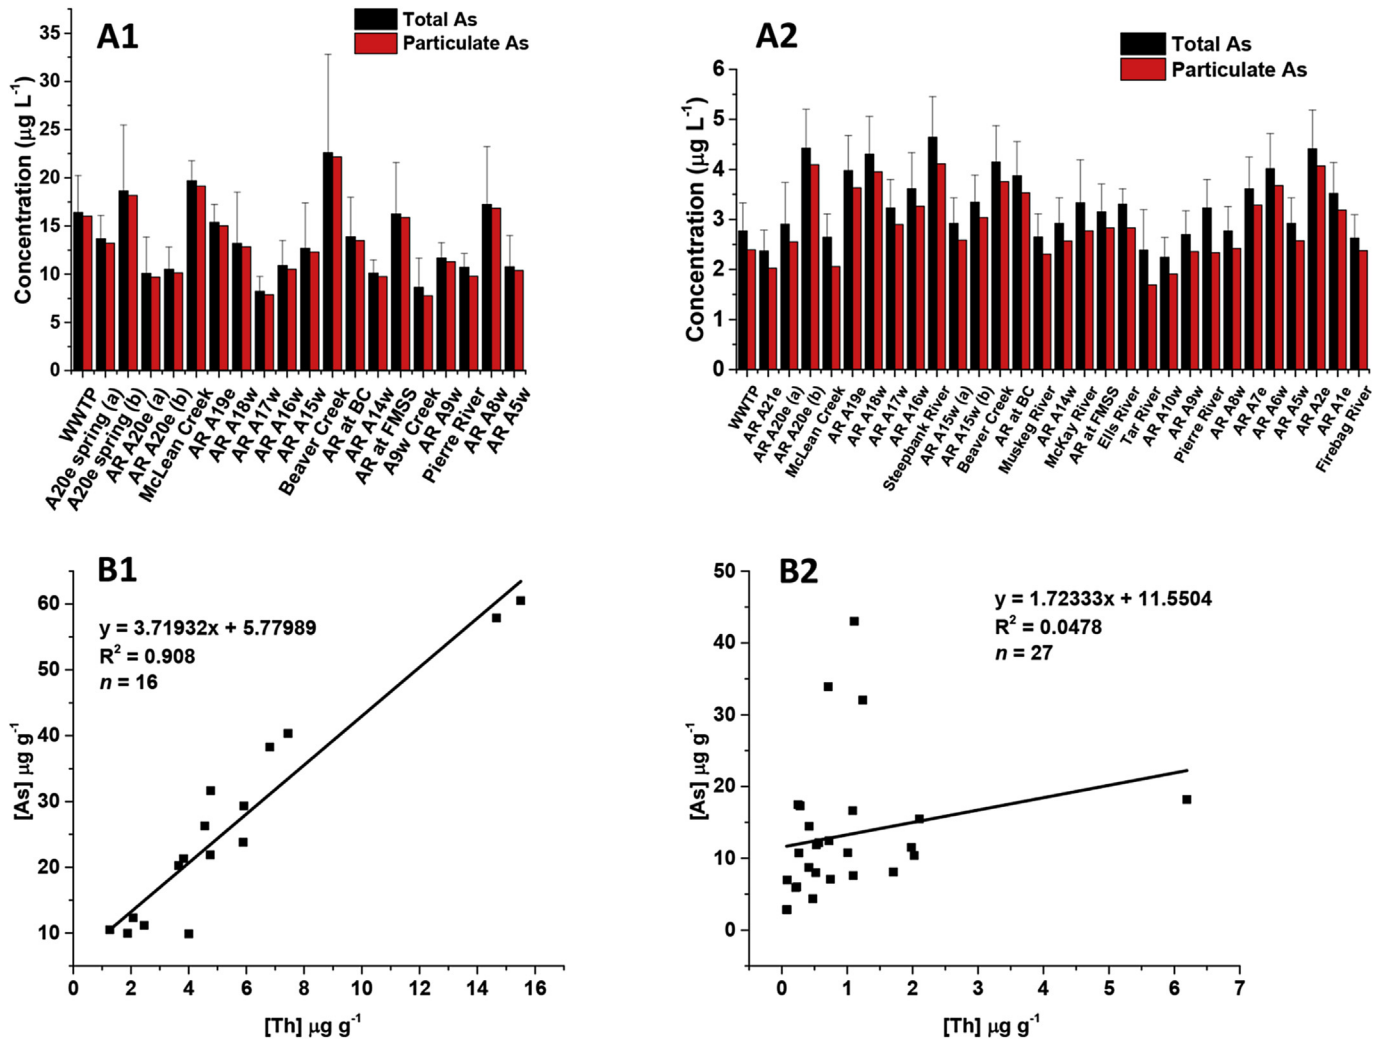 A1
Total As
Particulate As
Concentration (µg L⁻¹)
35
30
25
20
15
10
5
0
WWTP
A20e spring (a)
A20e spring (b)
AR A20e (a)
AR A20e (b)
McLean Creek
AR A19e
AR A18w
AR A17w
AR A16w
AR A15w
Beaver Creek
AR at BC
AR A14w
AR at FMSS
A9w Creek
AR A9w
Pierre River
AR A8w
AR A5w
A2
Total As
Particulate As
Concentration (µg L⁻¹)
6
5
4
3
2
1
0
WWTP
AR A21e
AR A20e (a)
AR A20e (b)
McLean Creek
AR A19e
AR A18w
AR A17w
AR A16w
Steepbank River
AR A15w (a)
AR A15w (b)
Beaver Creek
AR at BC
Muskeg River
AR A14w
McKay River
AR at FMSS
Ells River
Tar River
AR A10w
AR A9w
Pierre River
AR A8w
AR A7e
AR A6w
AR A5w
AR A2e
AR A1e
Firebag River
B1
y = 3.71932x + 5.77989
R² = 0.908
n = 16
[As] µg g⁻¹
60
50
40
30
20
10
0 2 4 6 8 10 12 14 16
[Th] µg g⁻¹
B2
y = 1.72333x + 11.5504
R² = 0.0478
n = 27
[As] µg g⁻¹
50
40
30
20
10
0
0 1 2 3 4 5 6 7
[Th] µg g⁻¹